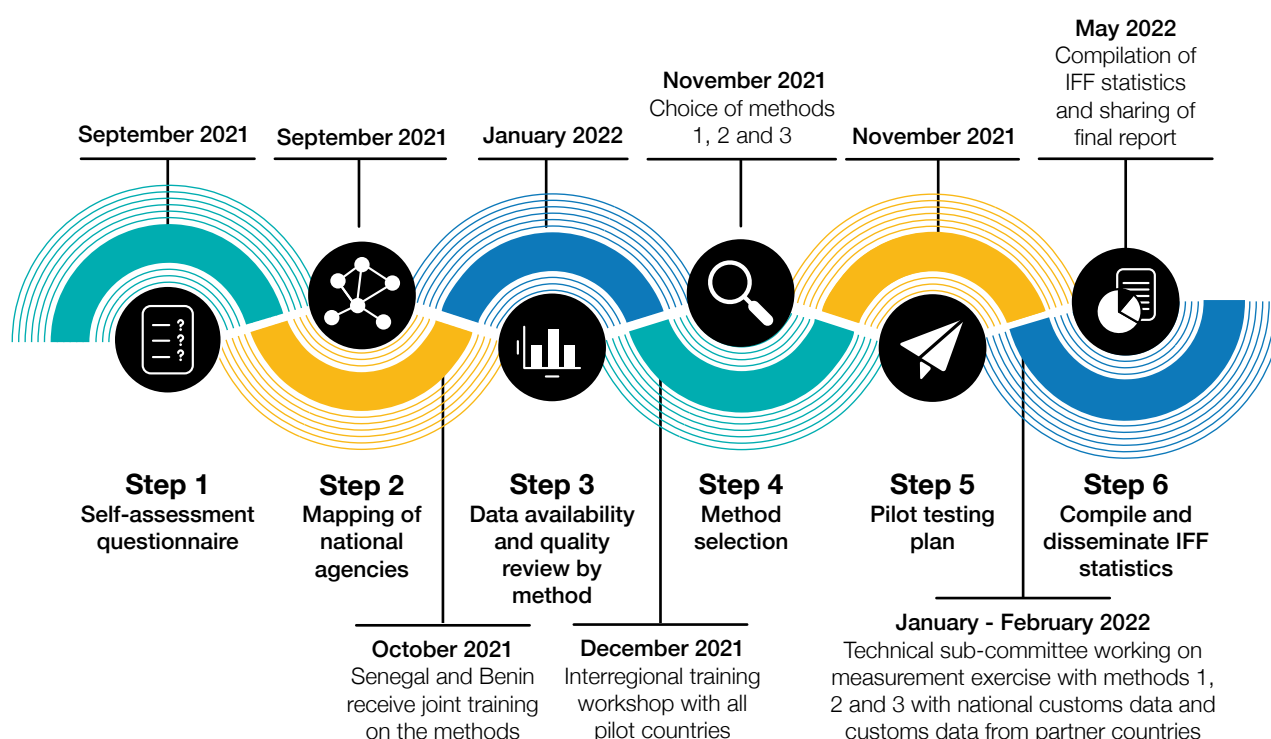 May 2022
Compilation of
IFF statistics
and sharing of
final report
November 2021
Choice of methods
1, 2 and 3
September 2021
September 2021
January 2022
November 2021
?
?
?
Step 1
Self-assessment
questionnaire
Step 2
Mapping of
national
agencies
Step 3
Data availability
and quality
review by
method
Step 4
Method
selection
Step 5
Pilot testing
plan
Step 6
Compile and
disseminate IFF
statistics
October 2021
Senegal and Benin
receive joint training
on the methods
December 2021
Interregional training
workshop with all
pilot countries
January - February 2022
Technical sub-committee working on
measurement exercise with methods 1,
2 and 3 with national customs data and
customs data from partner countries